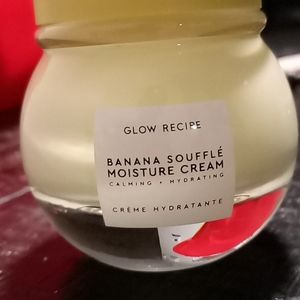 GLOW RECIPE
BANANA SOUFFLÉ
MOISTURE CREAM
CALMING + HYDRATING
CRÈME HYDRATANTE